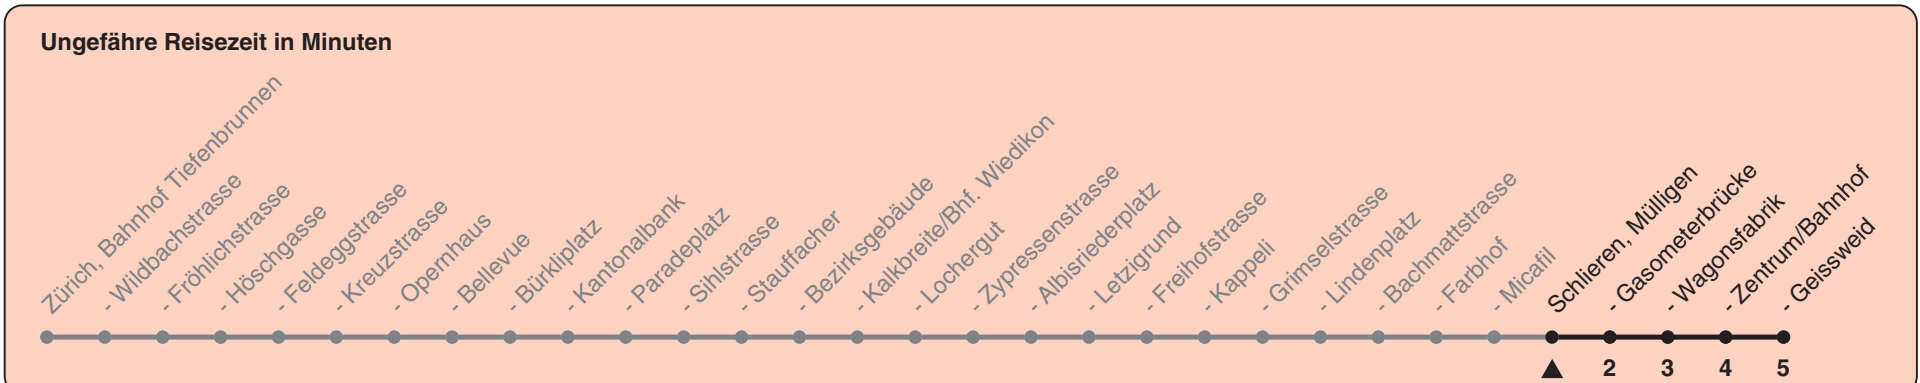 Ungefähre Reisezeit in Minuten
Zürich, Bahnhof Tiefenbrunnen
- Wildbachstrasse
- Fröhlichstrasse
- Höschgasse
- Feldeggstrasse
- Kreuzstrasse
- Opernhaus
- Bellevue
- Bürkliplatz
- Kantonalbank
- Paradeplatz
- Sihlstrasse
- Stauffacher
- Bezirksgebäude
- Kalkbreite/Bhf. Wiedikon
- Lochergut
- Zypressenstrasse
- Albisriederplatz
- Letzigrund
- Freihofstrasse
- Kappeli
- Grimselstrasse
- Lindenplatz
- Bachmattstrasse
- Farbhof
- Micafil
Schlieren, Mülligen
- Gasometerbrücke
- Wagonsfabrik
- Zentrum/Bahnhof
- Geissweid
2 3 4 5